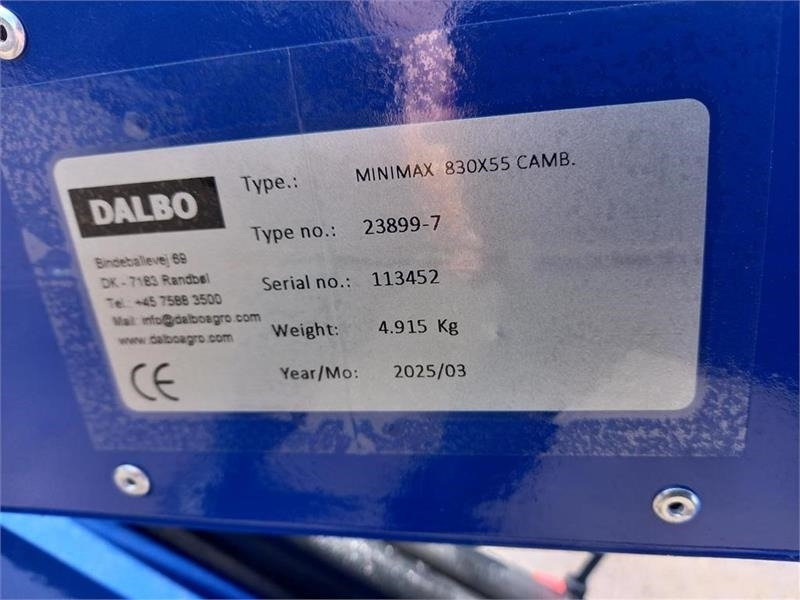 DALBO
Bindeballevej 69
DK - 7183 Randbøl
Tel.: +45 7588 3500
Mail: info@dalboagro.com
www.dalboagro.com
CE
Type.: MINIMAX 830X55 CAMB.
Type no.: 23899-7
Serial no.: 113452
Weight: 4.915 Kg
Year/Mo: 2025/03